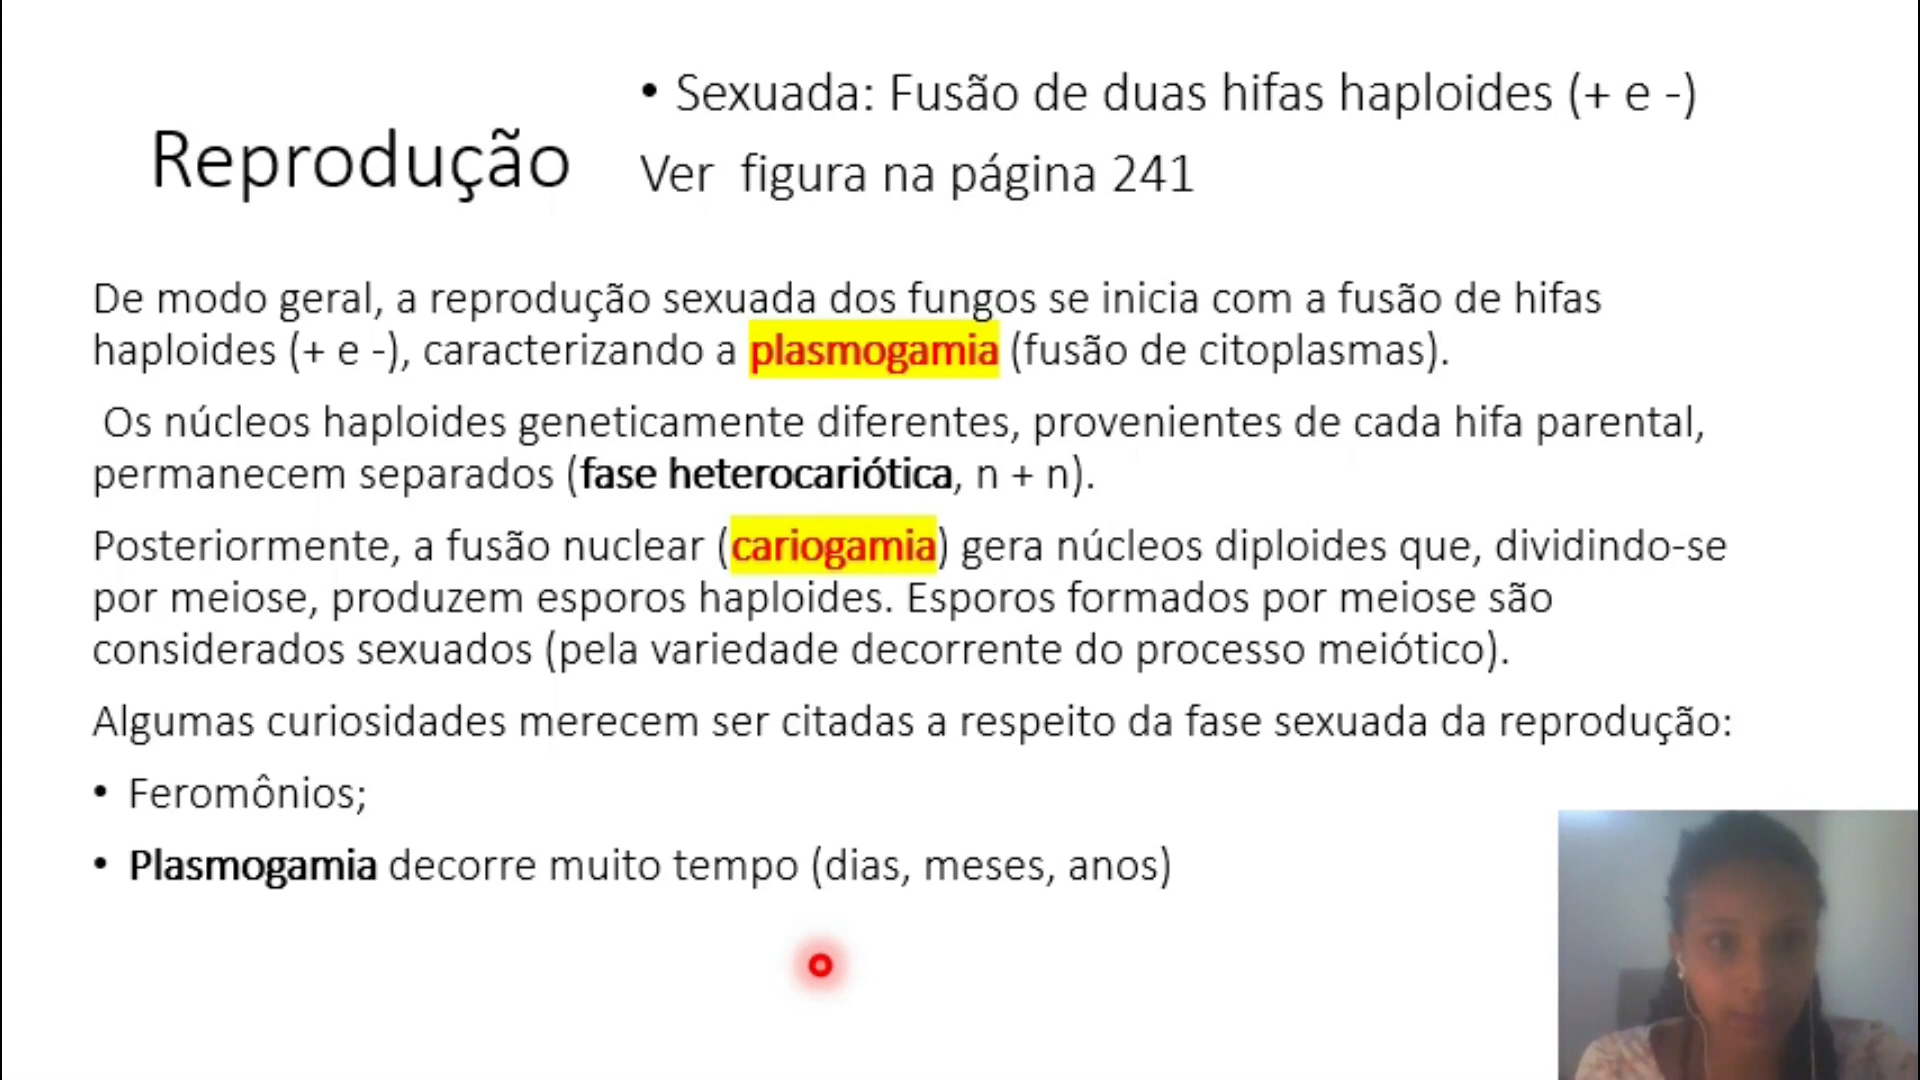 Reprodução
• Sexuada: Fusão de duas hifas haploides (+ e -)
Ver figura na página 241
De modo geral, a reprodução sexuada dos fungos se inicia com a fusão de hifas
haploides (+ e -), caracterizando a plasmogamia (fusão de citoplasmas).
Os núcleos haploides geneticamente diferentes, provenientes de cada hifa parental,
permanecem separados (fase heterocariótica, n + n).
Posteriormente, a fusão nuclear (cariogamia) gera núcleos diploides que, dividindo-se
por meiose, produzem esporos haploides. Esporos formados por meiose são
considerados sexuados (pela variedade decorrente do processo meiótico).
Algumas curiosidades merecem ser citadas a respeito da fase sexuada da reprodução:
• Feromônios;
• Plasmogamia decorre muito tempo (dias, meses, anos)